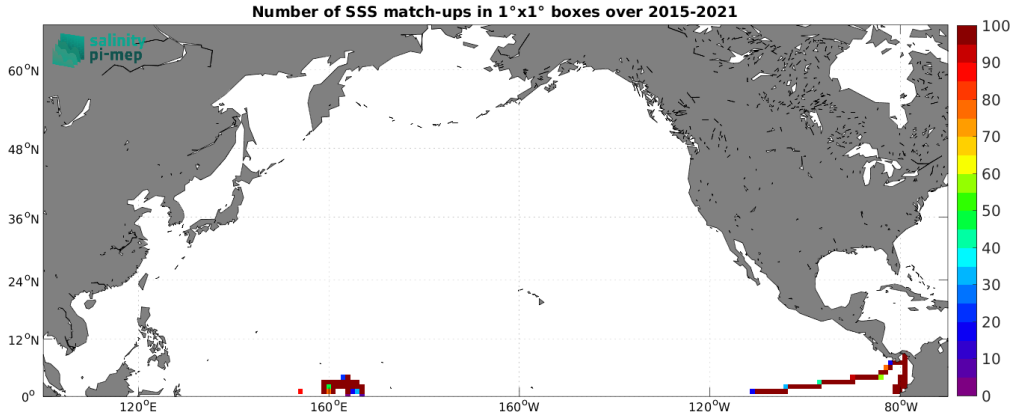 Number of SSS match-ups in 1°x1° boxes over 2015-2021
salinity
pi-mep
60°N
48°N
36°N
24°N
12°N
0°
120°E
160°E
160°W
120°W
80°W
100
90
80
70
60
50
40
30
20
10
0